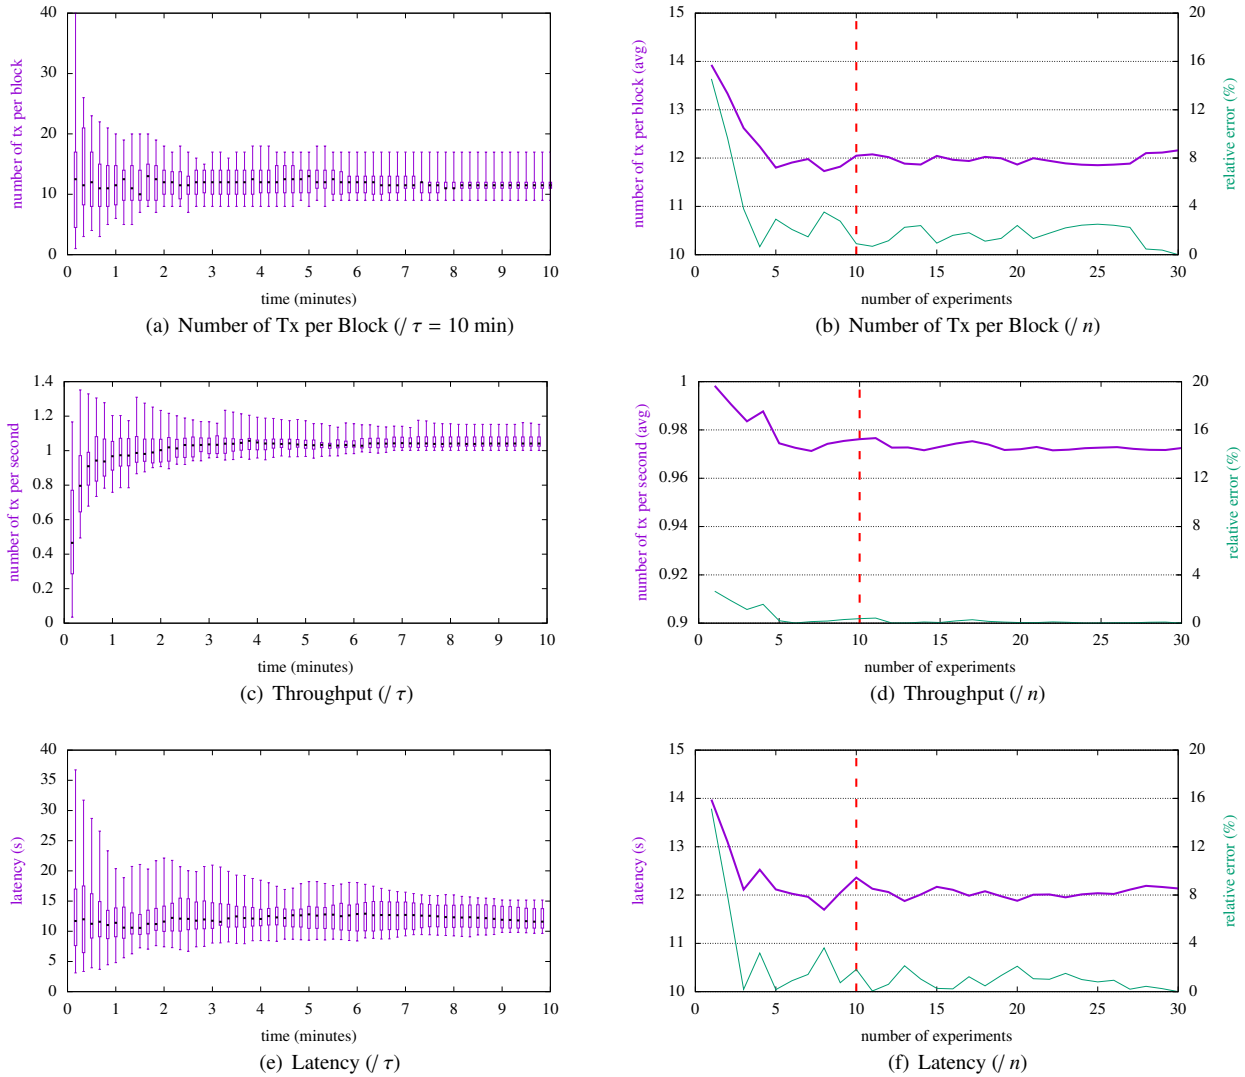 number of tx per block
40
30
20
10
0
0 1 2 3 4 5 6 7 8 9 10
time (minutes)
(a) Number of Tx per Block (/ τ = 10 min)
number of tx per block (avg)
15
14
13
12
11
10
20
16
12
8
4
0
relative error (%)
0 5 10 15 20 25 30
number of experiments
(b) Number of Tx per Block (/ n)
number of tx per second
1.4
1.2
1
0.8
0.6
0.4
0.2
0
0 1 2 3 4 5 6 7 8 9 10
time (minutes)
(c) Throughput (/ τ)
number of tx per second (avg)
1
0.98
0.96
0.94
0.92
0.9
20
16
12
8
4
0
relative error (%)
0 5 10 15 20 25 30
number of experiments
(d) Throughput (/ n)
latency (s)
40
35
30
25
20
15
10
5
0
0 1 2 3 4 5 6 7 8 9 10
time (minutes)
(e) Latency (/ τ)
latency (s)
15
14
13
12
11
10
20
16
12
8
4
0
relative error (%)
0 5 10 15 20 25 30
number of experiments
(f) Latency (/ n)